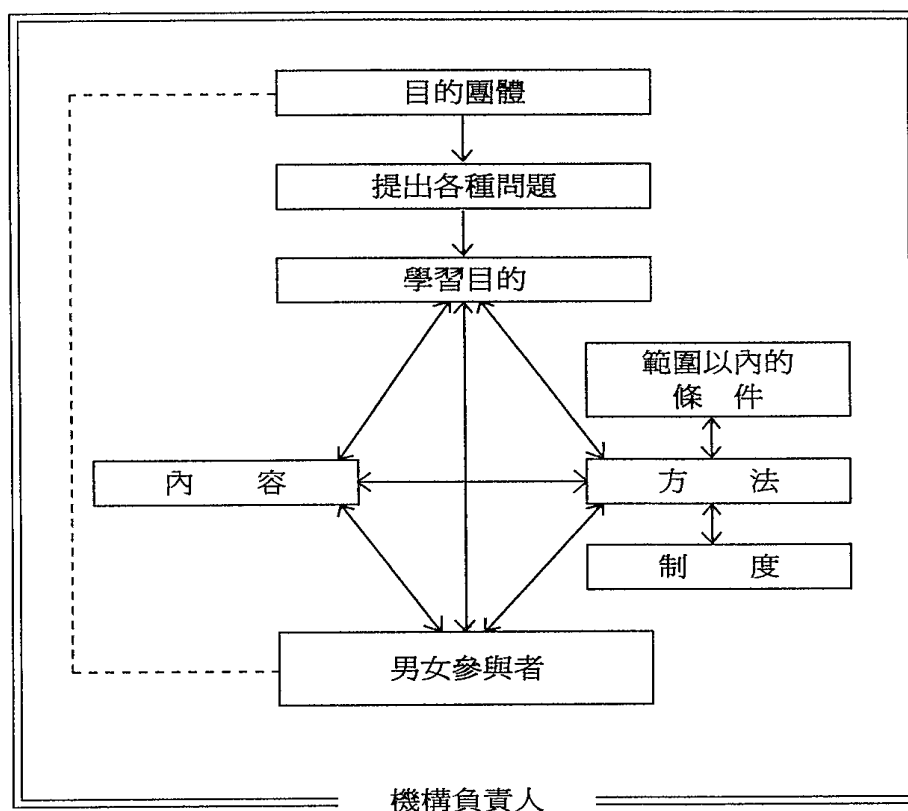 目的團體
提出各種問題
學習目的
範圍以內的
條 件
內 容
方 法
制 度
男女參與者
機構負責人